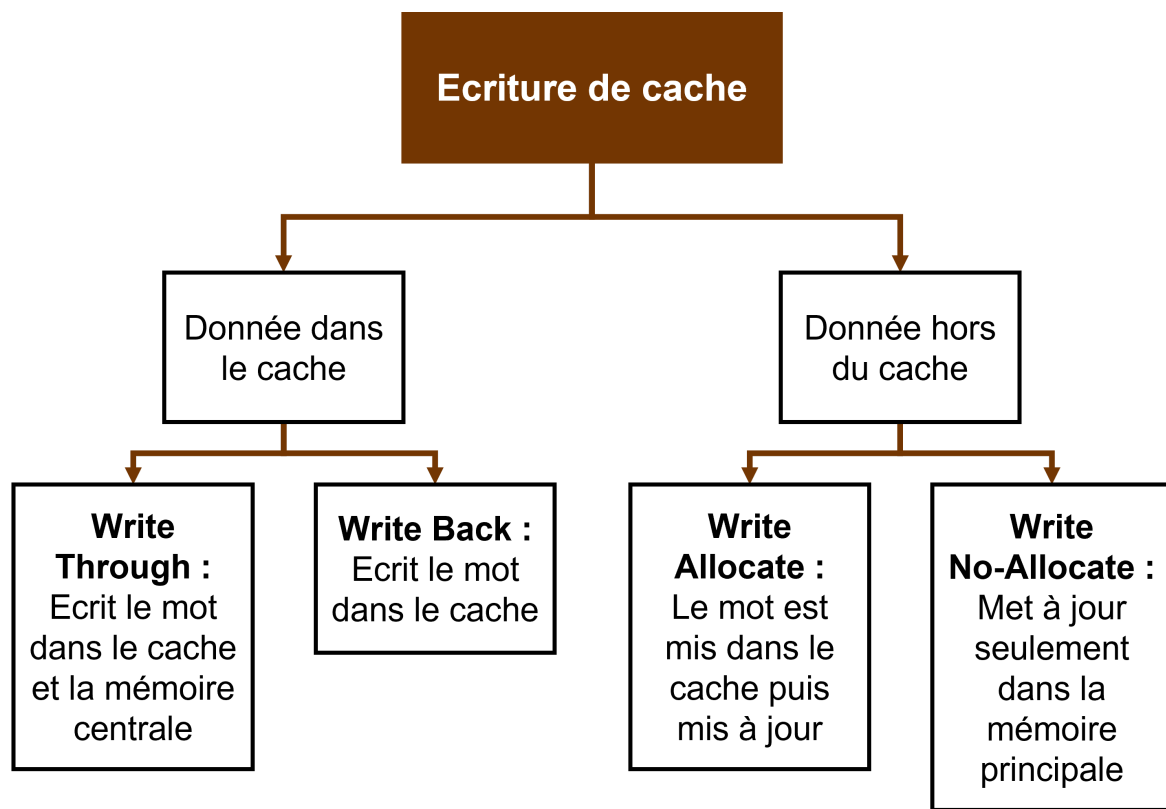 Ecriture de cache
Donnée dans
le cache
Donnée hors
du cache
Write
Through :
Ecrit le mot
dans le cache
et la mémoire
centrale
Write Back :
Ecrit le mot
dans le cache
Write
Allocate :
Le mot est
mis dans le
cache puis
mis à jour
Write
No-Allocate :
Met à jour
seulement
dans la
mémoire
principale